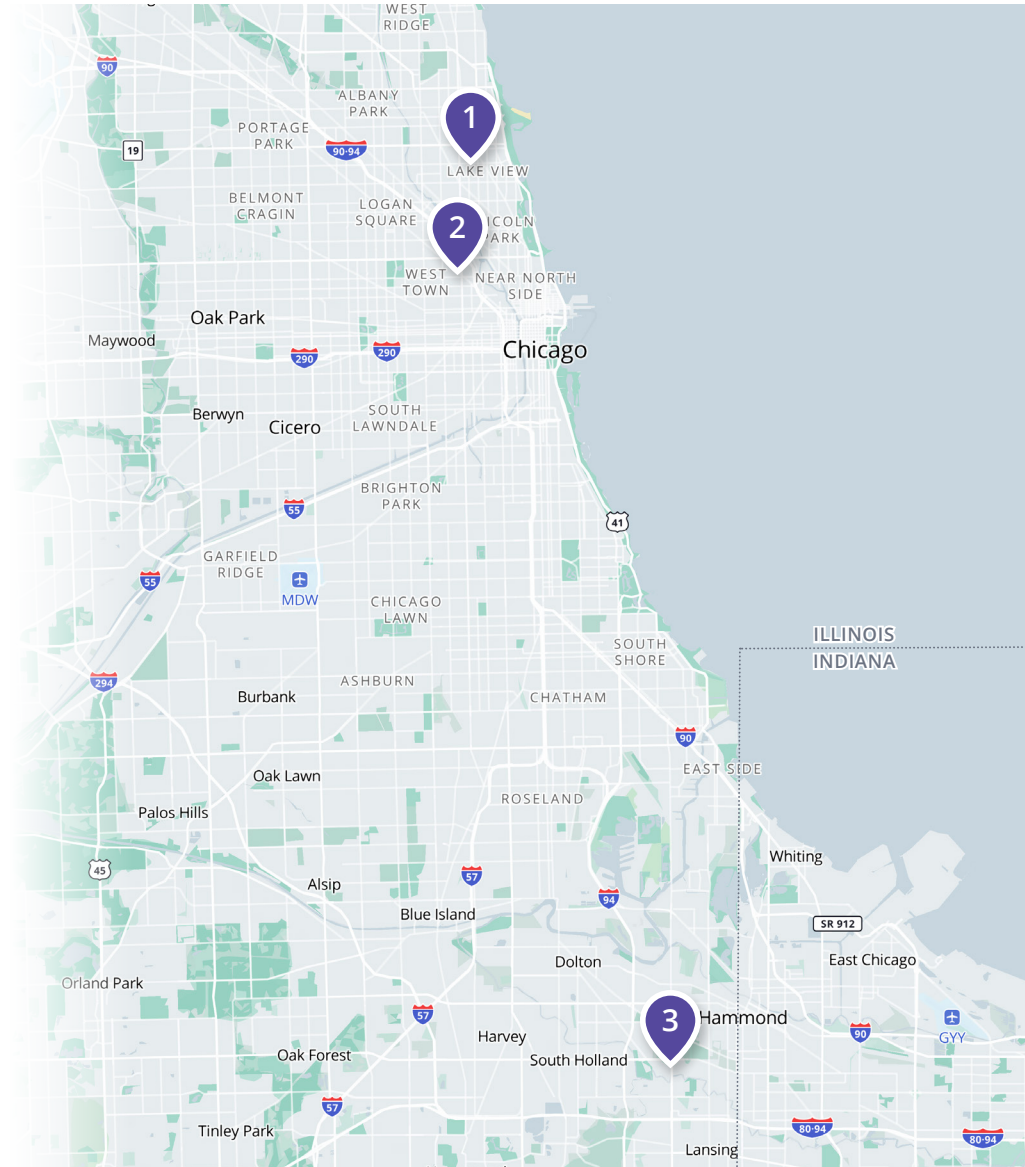 WEST
RIDGE
90
ALBANY
PARK
1
PORTAGE
PARK
19
90-94
LAKE VIEW
BELMONT
CRAGIN
LOGAN
SQUARE
2
NCOLN
PARK
WEST
TOWN
NEAR NORTH
SIDE
Oak Park
Maywood
Chicago
290
290
Berwyn
Cicero
SOUTH
LAWNDALE
BRIGHTON
PARK
55
41
GARFIELD
RIDGE
55
MDW
CHICAGO
LAWN
ILLINOIS
INDIANA
SOUTH
SHORE
294
ASHBURN
Burbank
CHATHAM
90
EAST SIDE
Oak Lawn
ROSELAND
Palos Hills
Whiting
45
57
Alsip
94
Blue Island
SR 912
East Chicago
Dolton
Orland Park
57
3
Hammond
90
GYY
Harvey
Oak Forest
South Holland
57
80-94
80-94
Tinley Park
Lansing